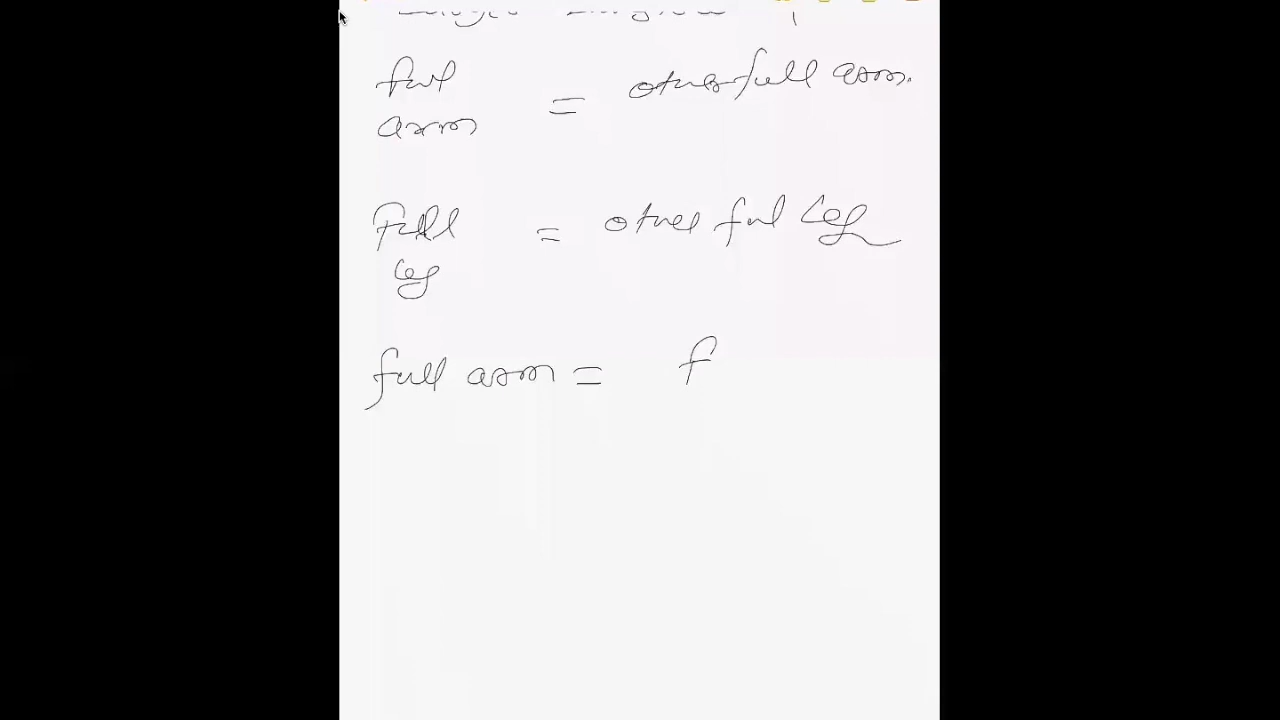 full = other full arm.
arm
Full = other full leg
leg
full arm = f